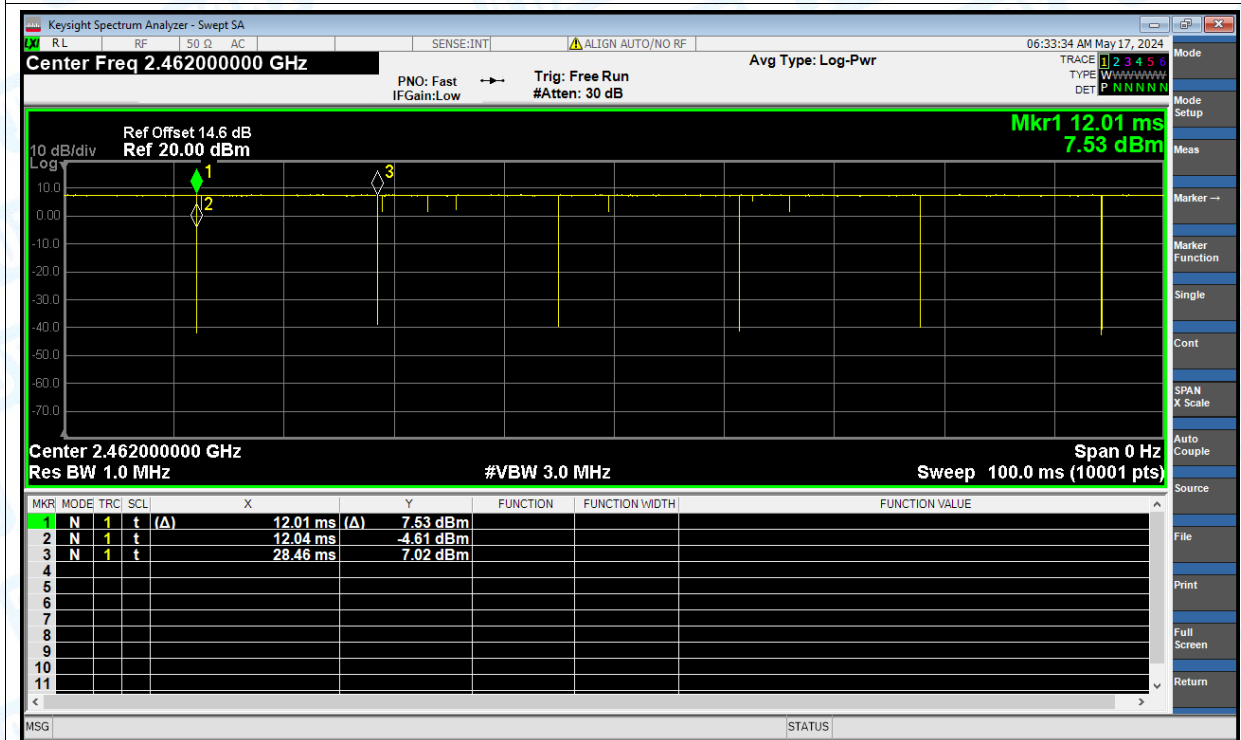 Keysight Spectrum Analyzer - Swept SA
LXI RL RF 50 Ω AC SENSE:INT ALIGN AUTO/NO RF 06:33:34 AM May 17, 2024
Center Freq 2.462000000 GHz
PNO: Fast
IFGain:Low
Trig: Free Run
#Atten: 30 dB
Avg Type: Log-Pwr
TRACE 1 2 3 4 5 6
TYPE WWWWWW
DET P N N N N N
Mkr1 12.01 ms
7.53 dBm
Ref Offset 14.6 dB
10 dB/div Ref 20.00 dBm
Log
1
3
2
10.0
0.00
-10.0
-20.0
-30.0
-40.0
-50.0
-60.0
-70.0
Center 2.462000000 GHz Span 0 Hz
Res BW 1.0 MHz #VBW 3.0 MHz Sweep 100.0 ms (10001 pts)
MKR MODE TRC SCL X Y FUNCTION FUNCTION WIDTH FUNCTION VALUE
1 N 1 t (Δ) 12.01 ms (Δ) 7.53 dBm
2 N 1 t 12.04 ms -4.61 dBm
3 N 1 t 28.46 ms 7.02 dBm
4
5
6
7
8
9
10
11
MSG STATUS
Mode
Mode
Setup
Meas
Marker →
Marker
Function
Single
Cont
SPAN
X Scale
Auto
Couple
Source
File
Print
Full
Screen
Return